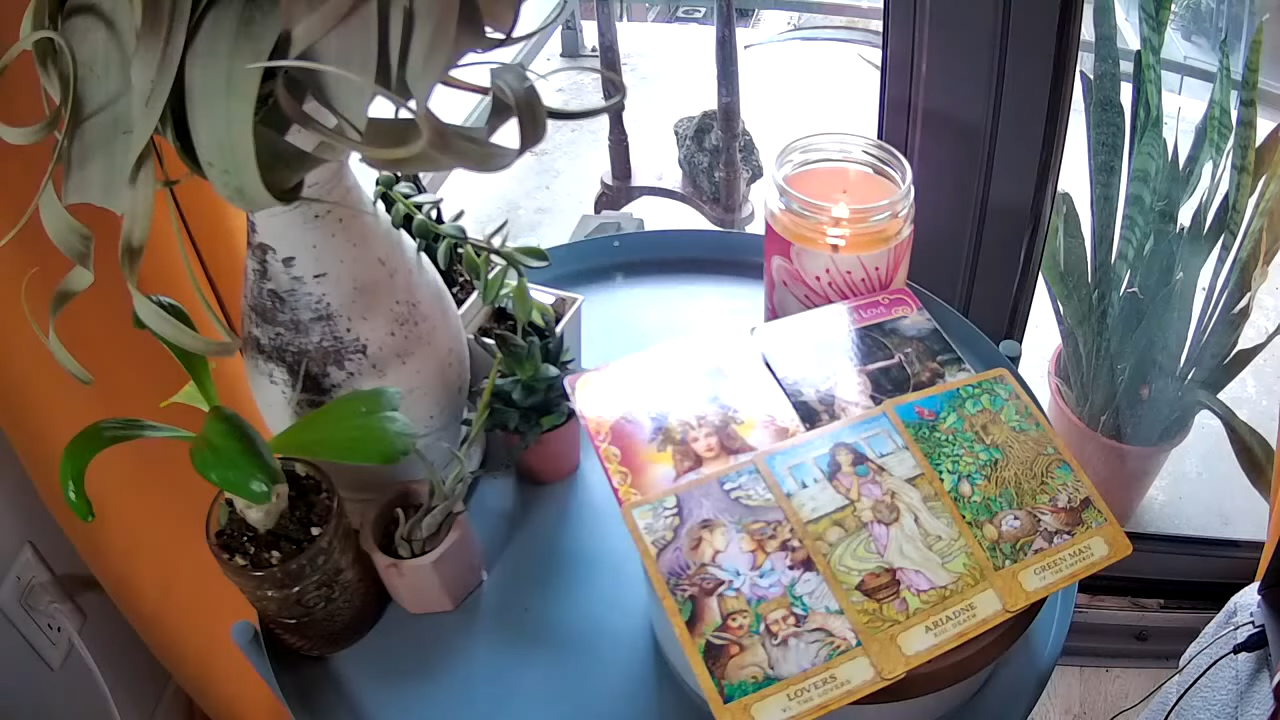 LOVE
LOVERS
VI. THE LOVERS
ARIADNE
XIII. DEATH
GREEN MAN
IV. THE EMPEROR